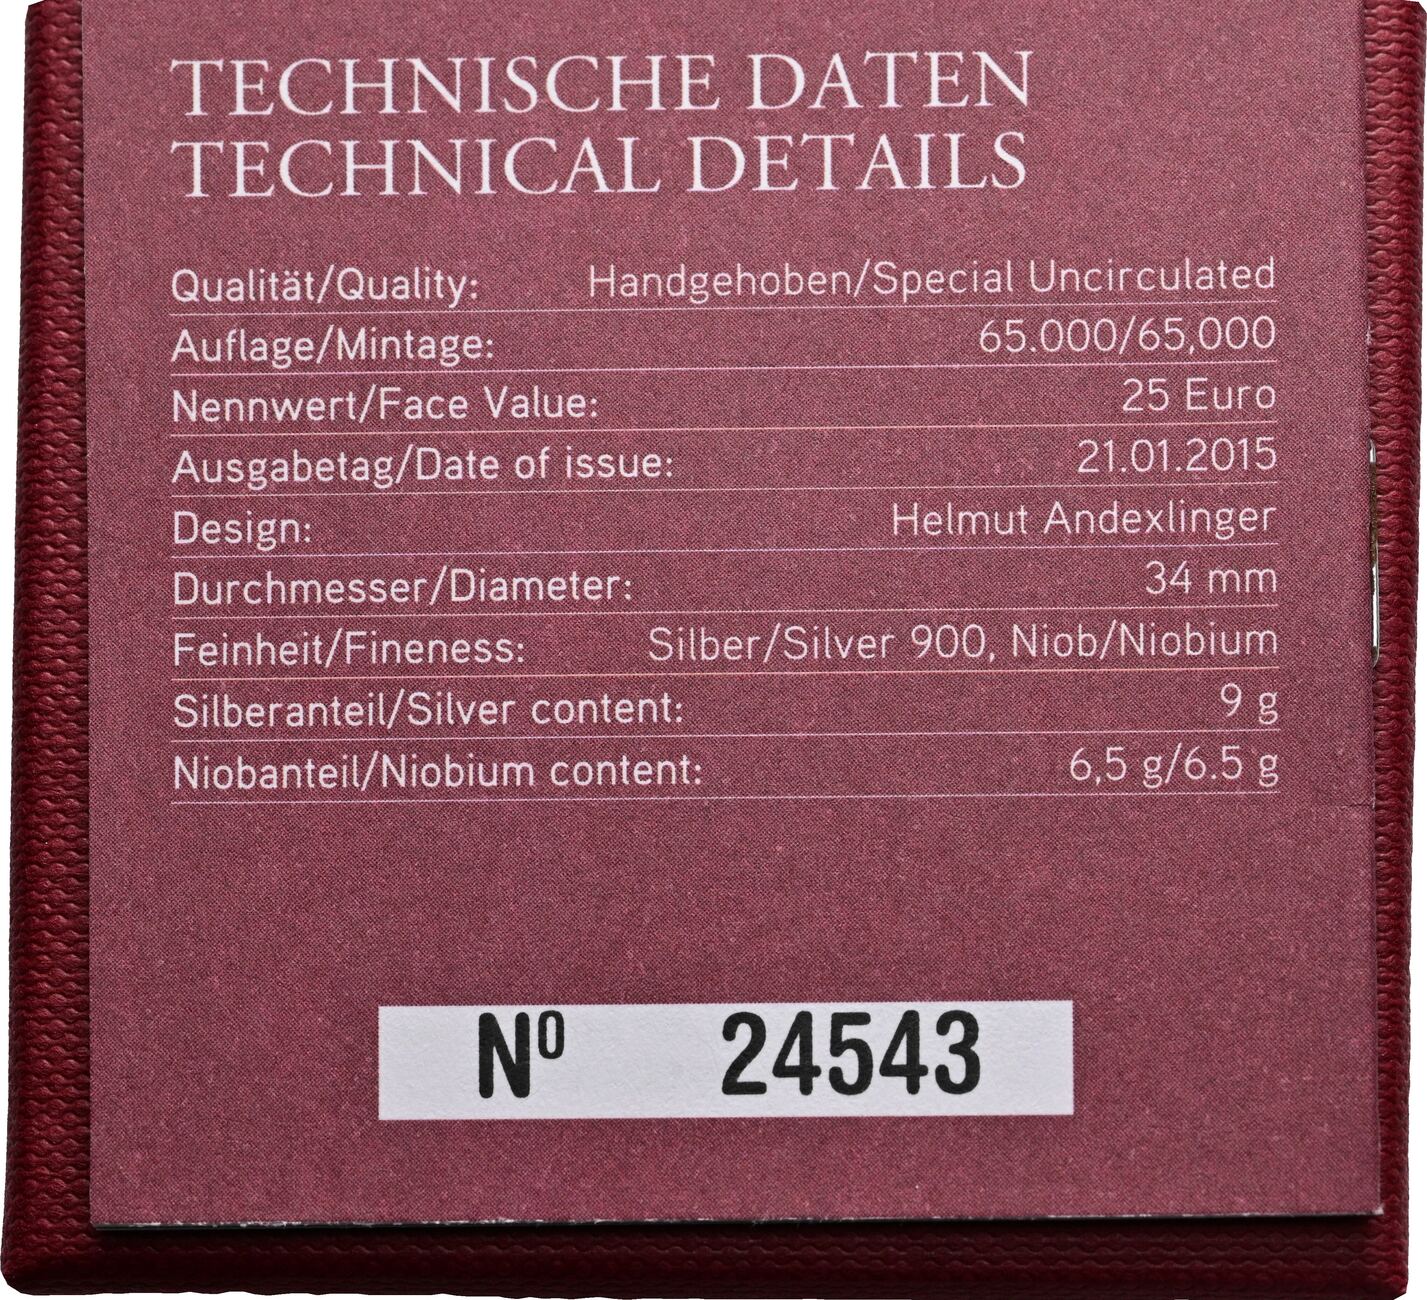 TECHNISCHE DATEN
TECHNICAL DETAILS
Qualität/Quality: Handgehoben/Special Uncirculated
Auflage/Mintage: 65.000/65,000
Nennwert/Face Value: 25 Euro
Ausgabetag/Date of issue: 21.01.2015
Design: Helmut Andexlinger
Durchmesser/Diameter: 34 mm
Feinheit/Fineness: Silber/Silver 900, Niob/Niobium
Silberanteil/Silver content: 9 g
Niobanteil/Niobium content: 6,5 g/6.5 g
Nº 24543